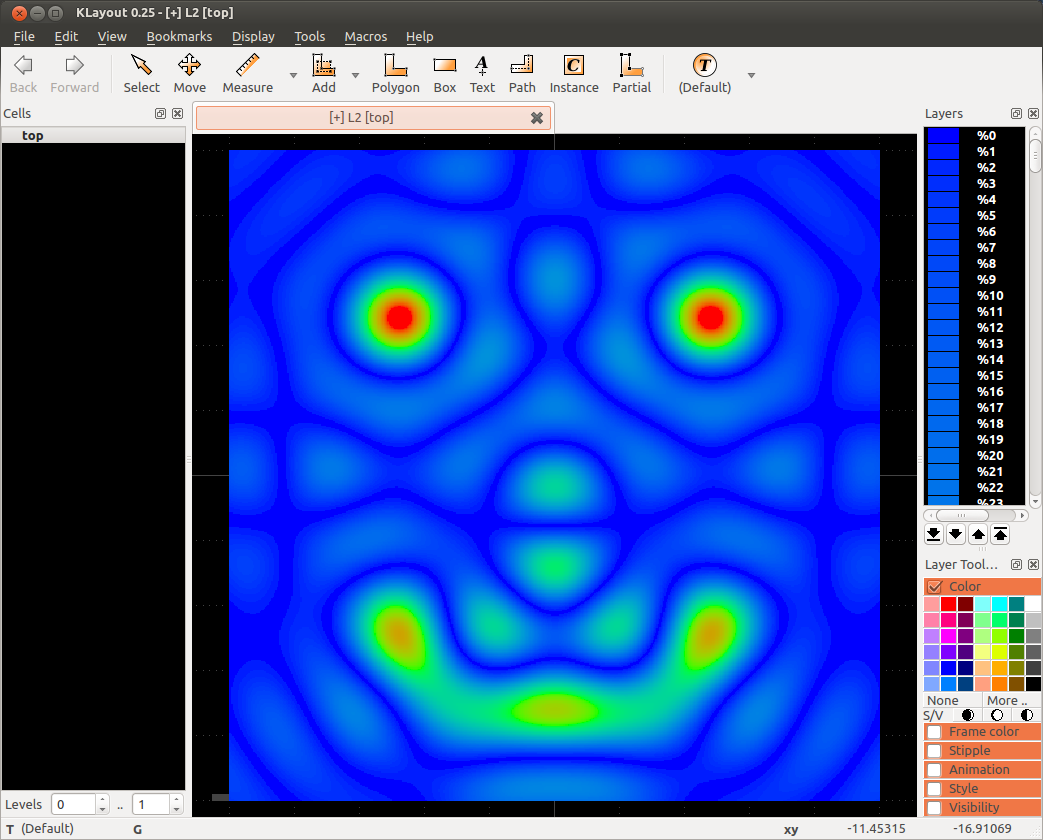 KLayout 0.25 - [+] L2 [top]
File Edit View Bookmarks Display Tools Macros Help
Back Forward Select Move Measure Add Polygon Box Text Path Instance Partial (Default)
Cells
[+] L2 [top]
Layers
top
%0
%1
%2
%3
%4
%5
%6
%7
%8
%9
%10
%11
%12
%13
%14
%15
%16
%17
%18
%19
%20
%21
%22
%23
Layer Tool...
Color
None More ..
S/V
Frame color
Stipple
Animation
Style
Visibility
Levels 0 .. 1
T (Default) G xy -11.45315 -16.91069